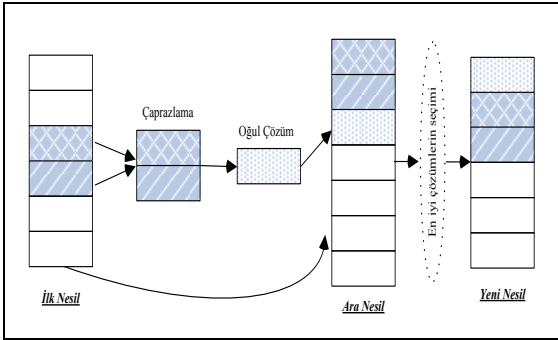 Çaprazlama
Oğul Çözüm
En iyi çözümlerin seçimi
İlk Nesil
Ara Nesil
Yeni Nesil